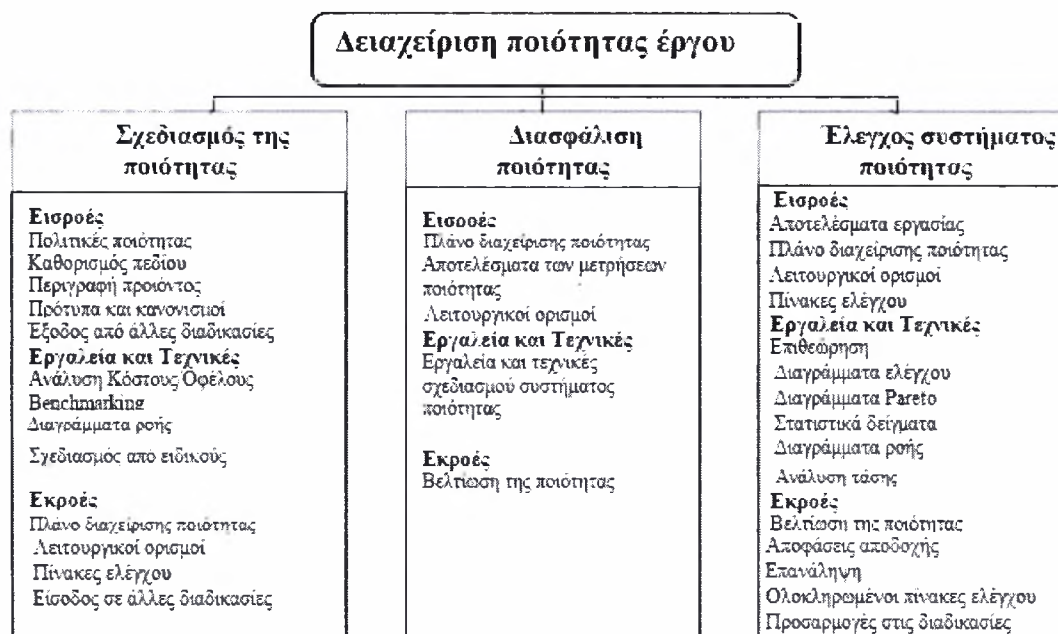 Δειαχείριση ποιότητας έργου
Σχεδιασμός της
ποιότητας
Εισροές
Πολιτικές ποιότητας
Καθορισμός πεδίου
Περιγραφή προιόντος
Πρότυπα και κανονισμοί
Εξοδος από άλλες διαδικασίες
Εργαλεία και Τεχνικές
Ανάλυση Κόστους Οφέλους
Benchmarking
Διαγράμματα ροής
Σχεδιασμός απο ειδικούς
Εκροές
Πλάνο διαχείρισης ποιότητας
Λειτουργικοί ορισμοί
Πίνακες ελέγχου
Είσοδος σε άλλες διαδικασίες
Διασφάλιση
ποιότητας
Εισροές
Πλάνο διαχείρισης ποιότητας
Αποτελέσματα των μετρήσεων
ποιότητας
Λειτουργικοί ορισμοί
Εργαλεία και Τεχνικές
Εργαλεία και τεχνικές
σχεδιασμού συστήματος
ποιότητας
Εκροές
Βελτίωση της ποιότητας
Έλεγχος συστήματος
ποιότητας
Εισροές
Αποτελέσματα εργασίας
Πλάνο διαχείρισης ποιότητας
Λειτουργικοί ορισμοί
Πίνακες ελέγχου
Εργαλεία και Τεχνικές
Επιθεώρηση
Διαγράμματα ελέγχου
Διαγράμματα Pareto
Στατιστικά δείγματα
Διαγράμματα ροής
Ανάλυση τάσης
Εκροές
Βελτίωση της ποιότητας
Αποφάσεις αποδοχής
Επανάληψη
Ολοκληρωμένοι πίνακες ελέγχου
Προσαρμογές στις διαδικασίες